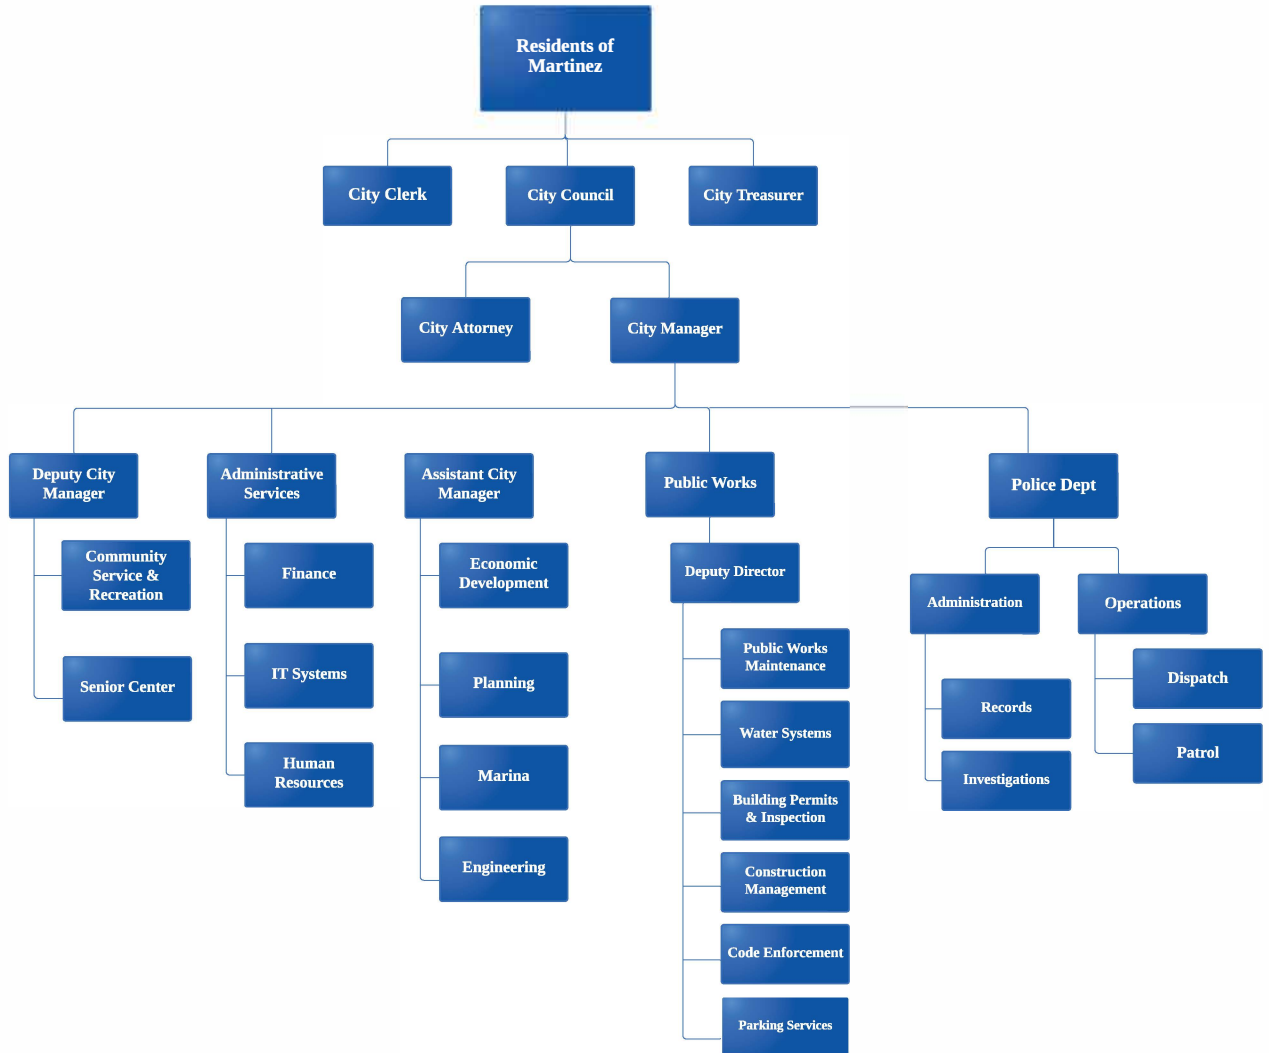 Residents of
Martinez
City Clerk
City Council
City Treasurer
City Attorney
City Manager
Deputy City
Manager
Administrative
Services
Assistant City
Manager
Public Works
Police Dept
Community
Service &
Recreation
Senior Center
Finance
IT Systems
Human
Resources
Economic
Development
Planning
Marina
Engineering
Deputy Director
Public Works
Maintenance
Water Systems
Building Permits
& Inspection
Construction
Management
Code Enforcement
Parking Services
Administration
Records
Investigations
Operations
Dispatch
Patrol